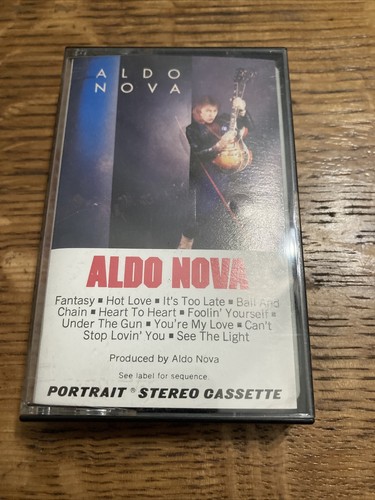 ALDO
NOVA
ALDO NOVA
Fantasy ■ Hot Love ■ It's Too Late ■ Ball And
Chain ■ Heart To Heart ■ Foolin' Yourself ■
Under The Gun ■ You're My Love ■ Can't
Stop Lovin' You ■ See The Light
Produced by Aldo Nova
See label for sequence.
PORTRAIT ® STEREO CASSETTE